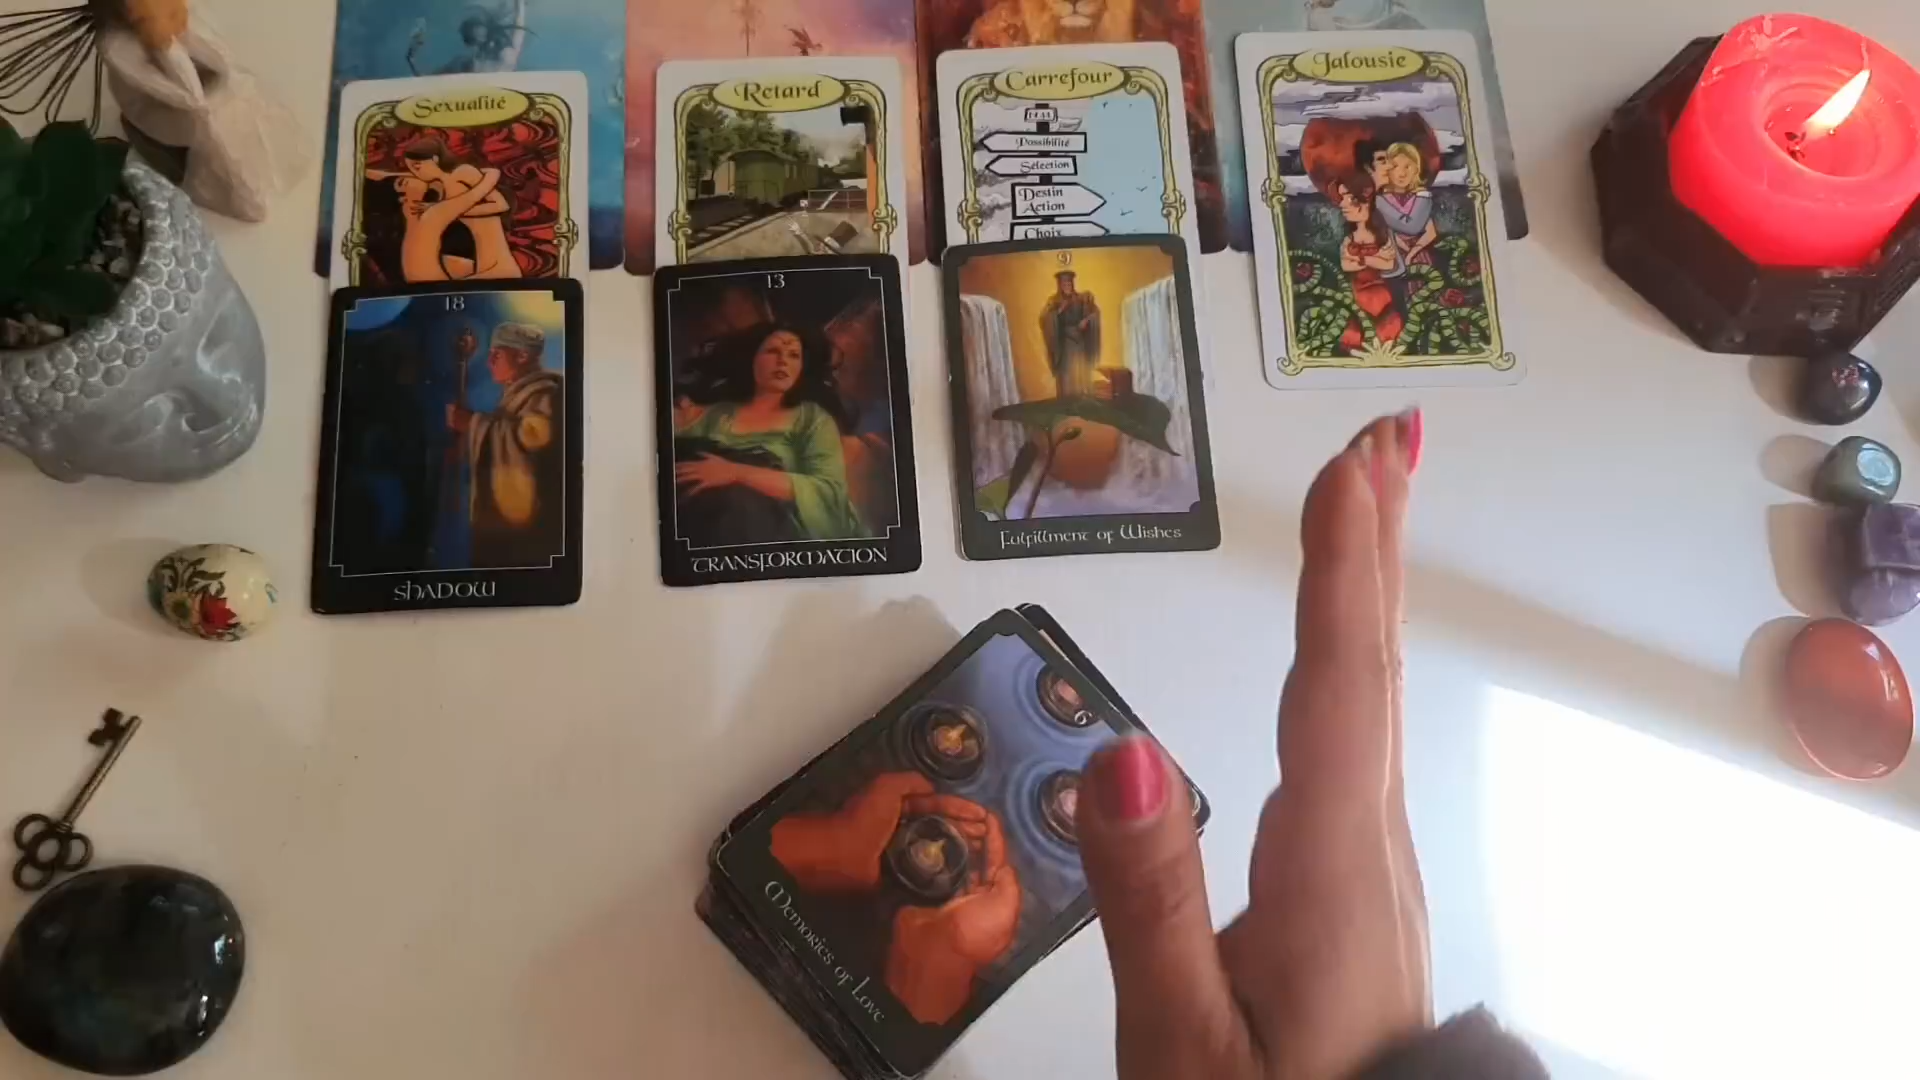 Sexualité
Retard
Carrefour
Jalousie
Possibilité
Sélection
Destin
Action
Choix
18
13
9
SHADOW
TRANSFORMATION
Fulfillment of Wishes
6
Memories of Love